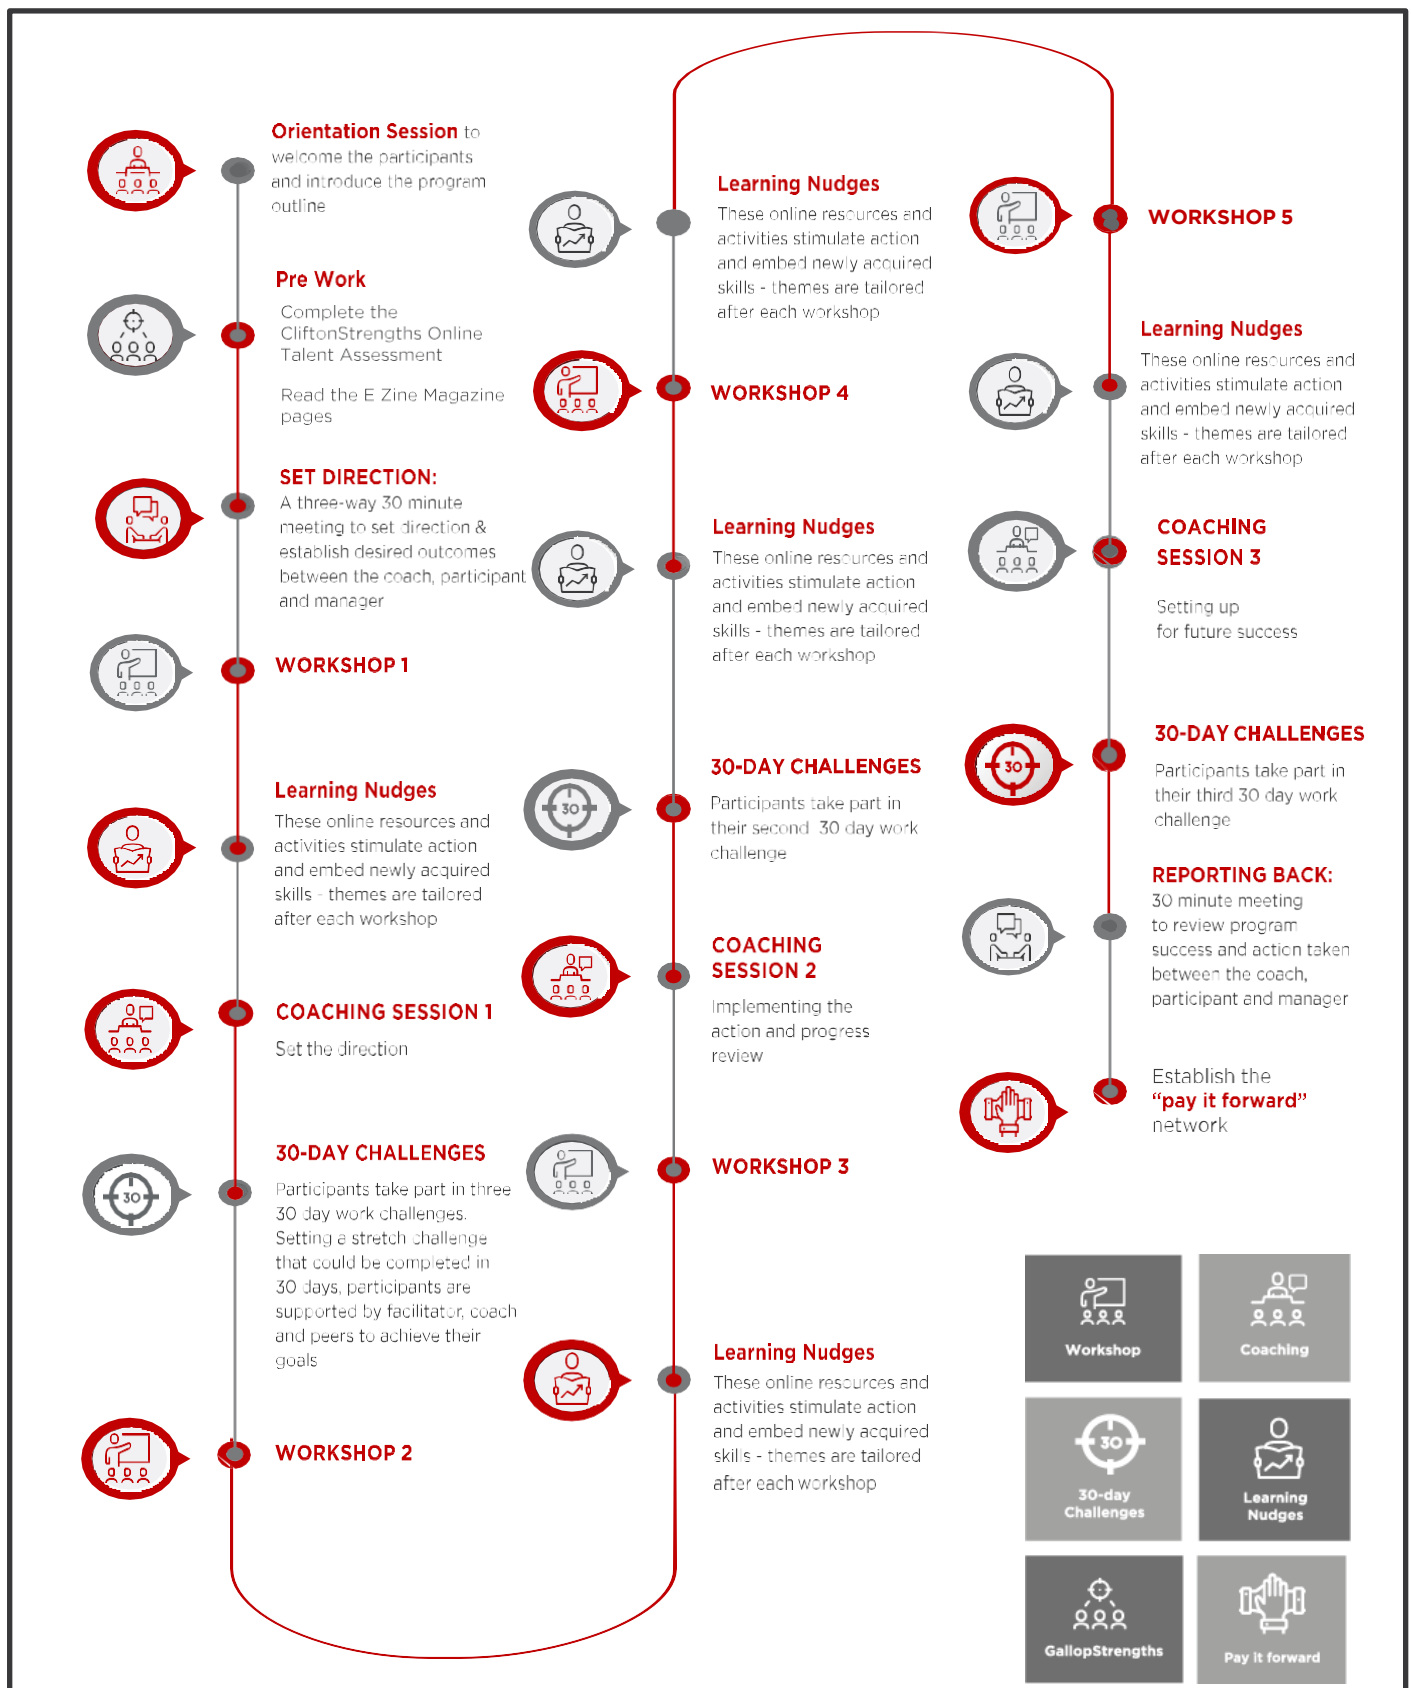 Orientation Session to
welcome the participants
and introduce the program
outline
Pre Work
Complete the
CliftonStrengths Online
Talent Assessment
Read the E Zine Magazine
pages
SET DIRECTION:
A three-way 30 minute
meeting to set direction &
establish desired outcomes
between the coach, participant
and manager
WORKSHOP 1
Learning Nudges
These online resources and
activities stimulate action
and embed newly acquired
skills - themes are tailored
after each workshop
COACHING SESSION 1
Set the direction
30-DAY CHALLENGES
Participants take part in three
30 day work challenges.
Setting a stretch challenge
that could be completed in
30 days, participants are
supported by facilitator, coach
and peers to achieve their
goals
30
WORKSHOP 2
Learning Nudges
These online resources and
activities stimulate action
and embed newly acquired
skills - themes are tailored
after each workshop
WORKSHOP 3
COACHING
SESSION 2
Implementing the
action and progress
review
30-DAY CHALLENGES
Participants take part in
their second 30 day work
challenge
30
Learning Nudges
These online resources and
activities stimulate action
and embed newly acquired
skills - themes are tailored
after each workshop
WORKSHOP 4
Learning Nudges
These online resources and
activities stimulate action
and embed newly acquired
skills - themes are tailored
after each workshop
WORKSHOP 5
Learning Nudges
These online resources and
activities stimulate action
and embed newly acquired
skills - themes are tailored
after each workshop
COACHING
SESSION 3
Setting up
for future success
30-DAY CHALLENGES
Participants take part in
their third 30 day work
challenge
30
REPORTING BACK:
30 minute meeting
to review program
success and action taken
between the coach,
participant and manager
Establish the
“pay it forward”
network
Workshop
Coaching
30
30-day
Challenges
Learning
Nudges
GallopStrengths
Pay it forward